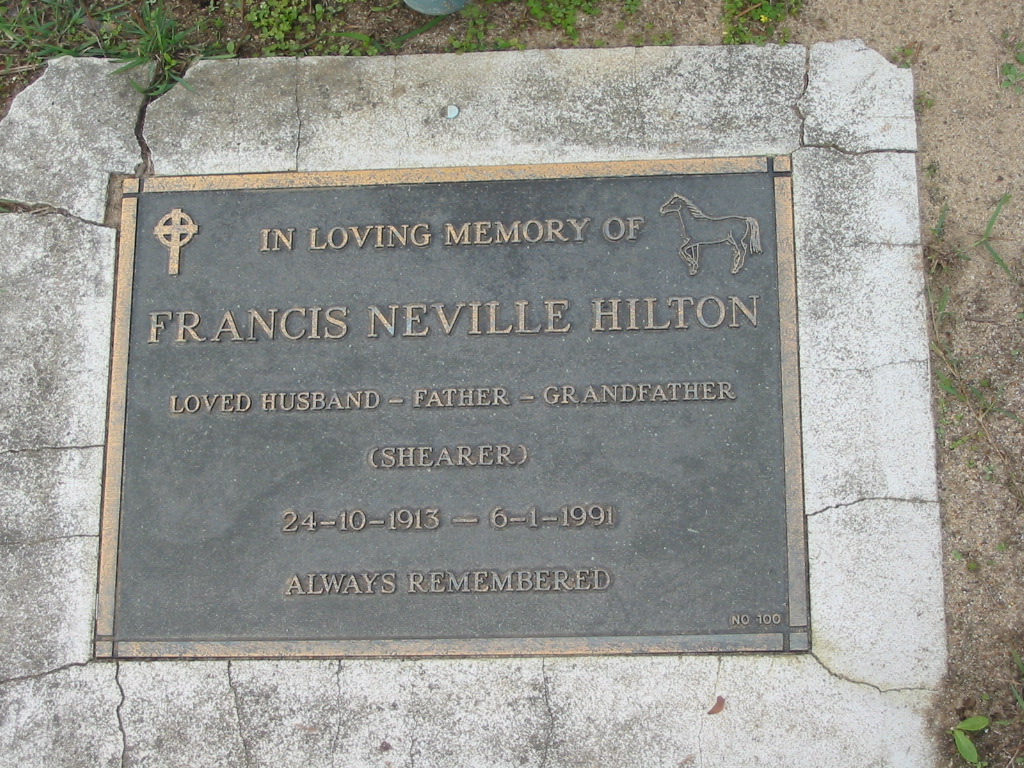 IN LOVING MEMORY OF
FRANCIS NEVILLE HILTON
LOVED HUSBAND – FATHER – GRANDFATHER
(SHEARER)
24–10–1913 — 6–1–1991
ALWAYS REMEMBERED
NO 100